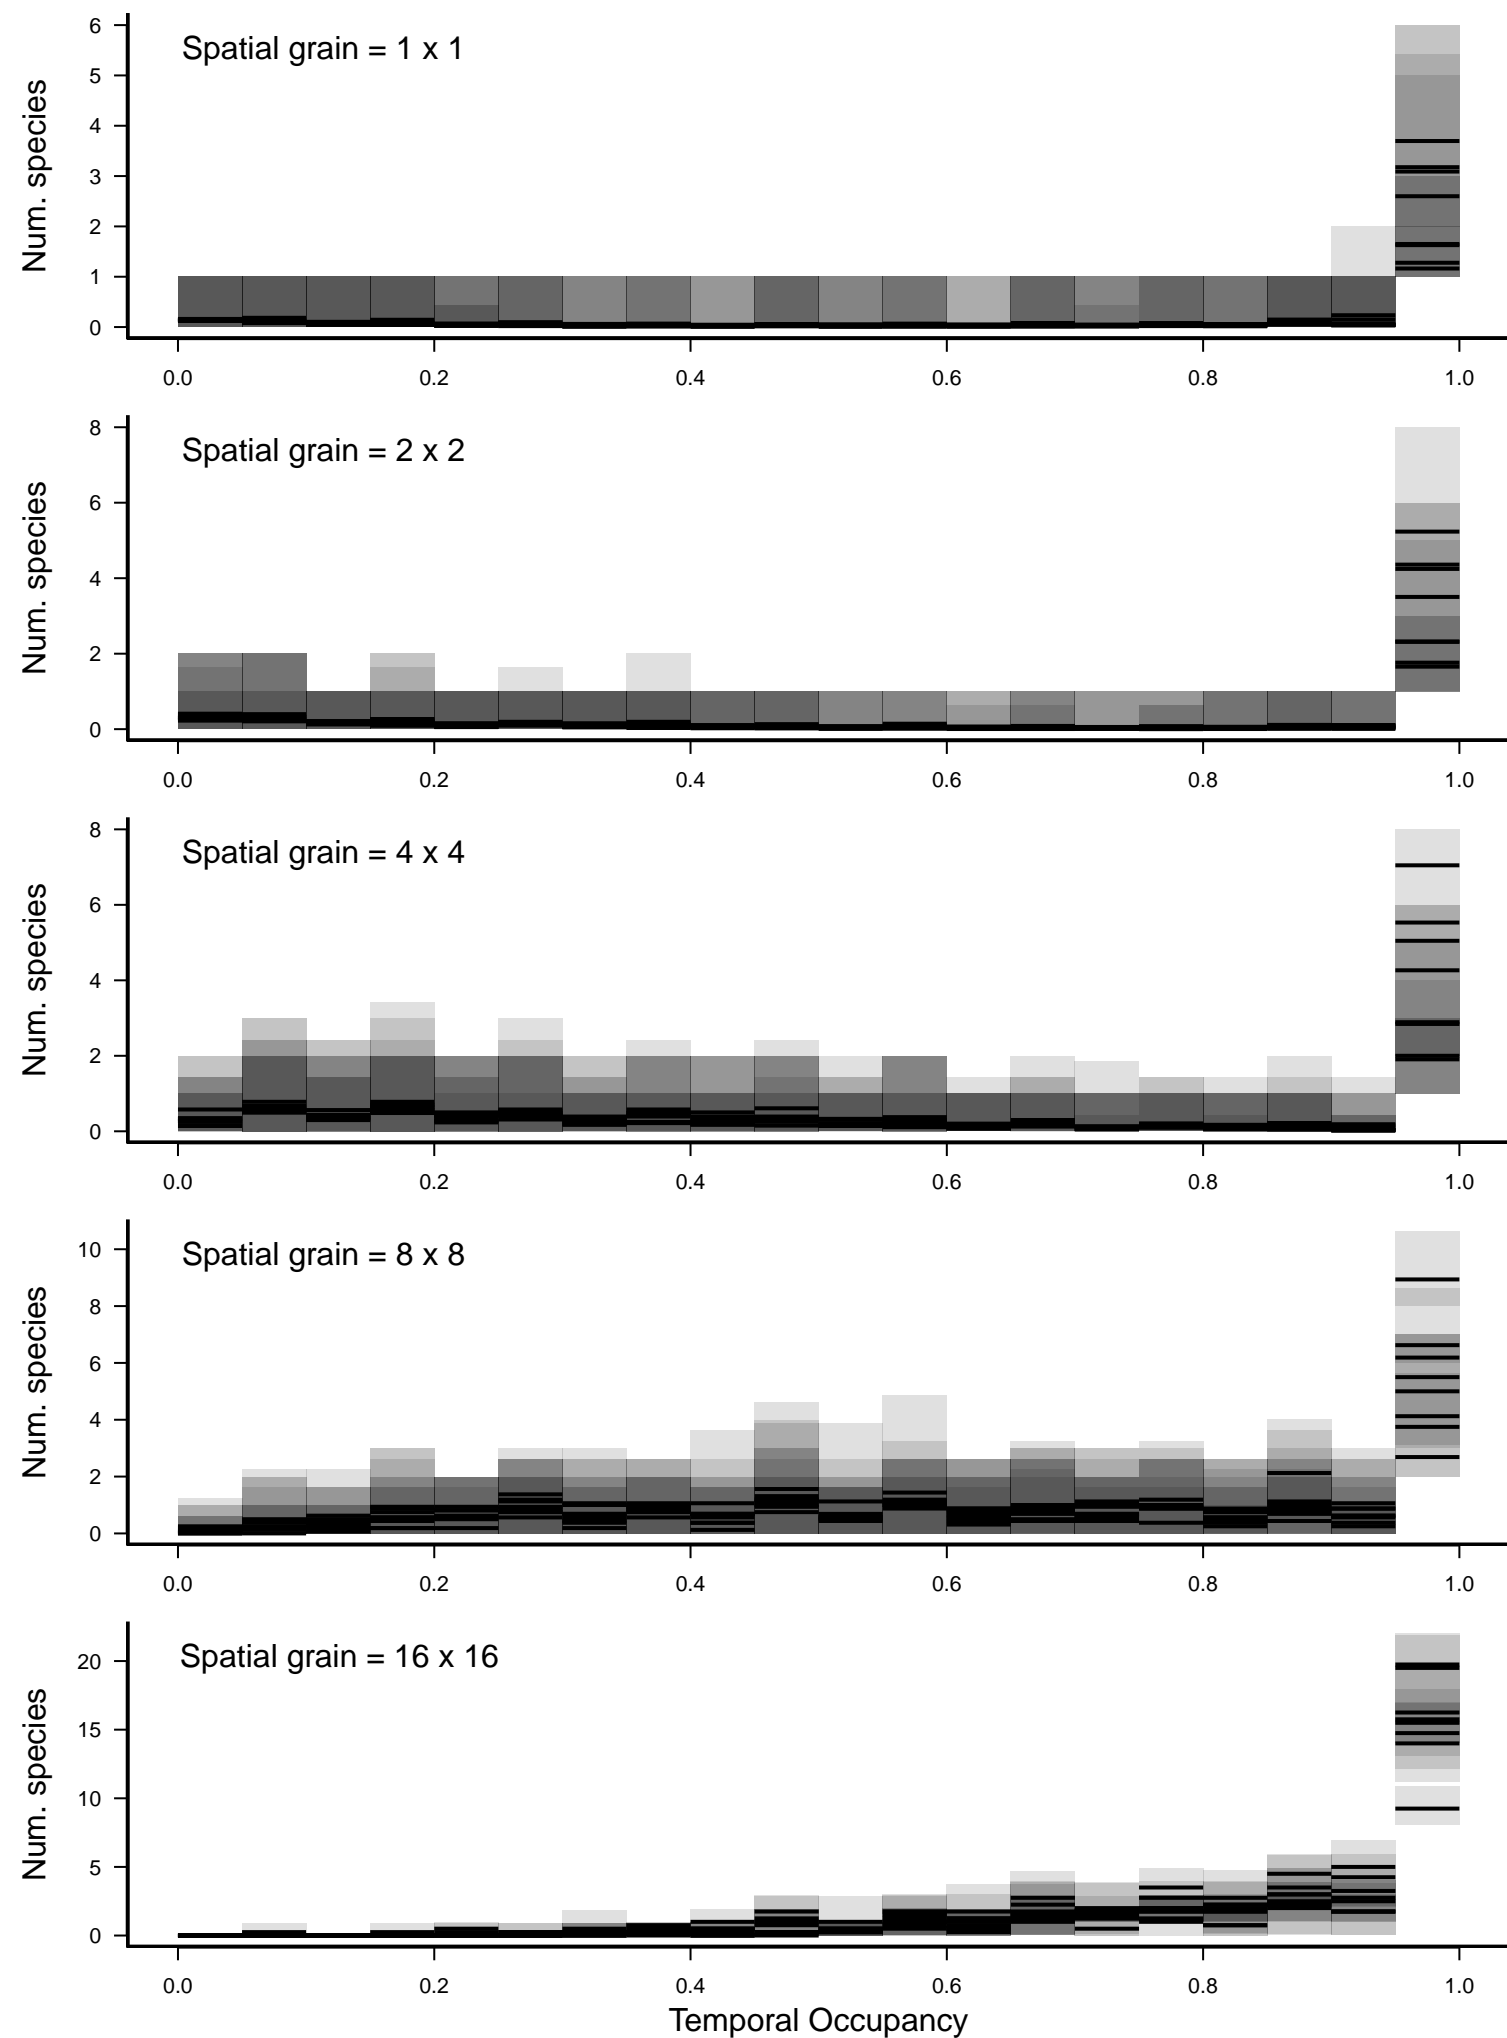 Spatial grain = 1 x 1
Num. species
6
5
4
3
2
1
0
0.0 0.2 0.4 0.6 0.8 1.0
Spatial grain = 2 x 2
Num. species
8
6
4
2
0
0.0 0.2 0.4 0.6 0.8 1.0
Spatial grain = 4 x 4
Num. species
8
6
4
2
0
0.0 0.2 0.4 0.6 0.8 1.0
Spatial grain = 8 x 8
Num. species
10
8
6
4
2
0
0.0 0.2 0.4 0.6 0.8 1.0
Spatial grain = 16 x 16
Num. species
20
15
10
5
0
0.0 0.2 0.4 0.6 0.8 1.0
Temporal Occupancy